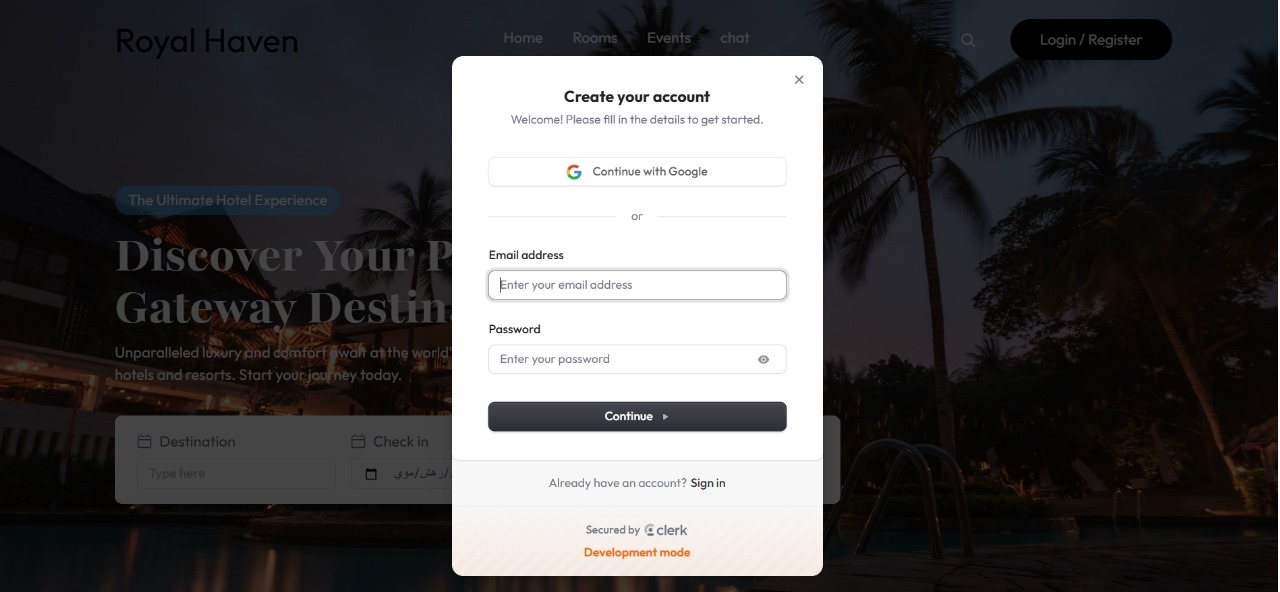 Royal Haven
Home
Rooms
Events
chat
Login / Register
Create your account
Welcome! Please fill in the details to get started.
Continue with Google
or
Email address
Enter your email address
Password
Enter your password
Continue
Already have an account? Sign in
Secured by clerk
Development mode
The Ultimate Hotel Experience
Discover Your P
Gateway Destin
Unparalleled luxury and comfort await at the world'
hotels and resorts. Start your journey today.
Destination
Check in
Type here